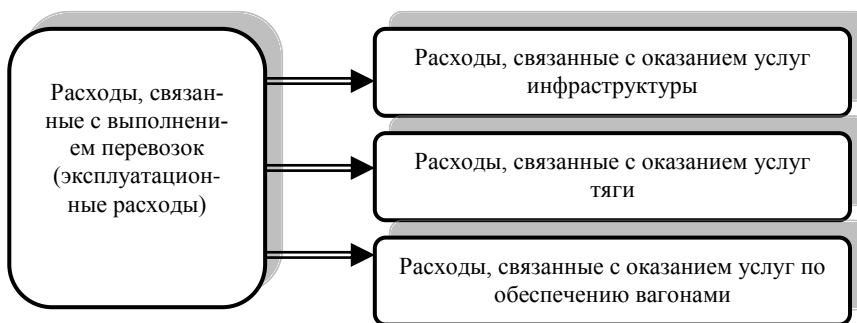 Расходы, связан-
ные с выполнени-
ем перевозок
(эксплуатацион-
ные расходы)
Расходы, связанные с оказанием услуг
инфраструктуры
Расходы, связанные с оказанием услуг
тяги
Расходы, связанные с оказанием услуг по
обеспечению вагонами